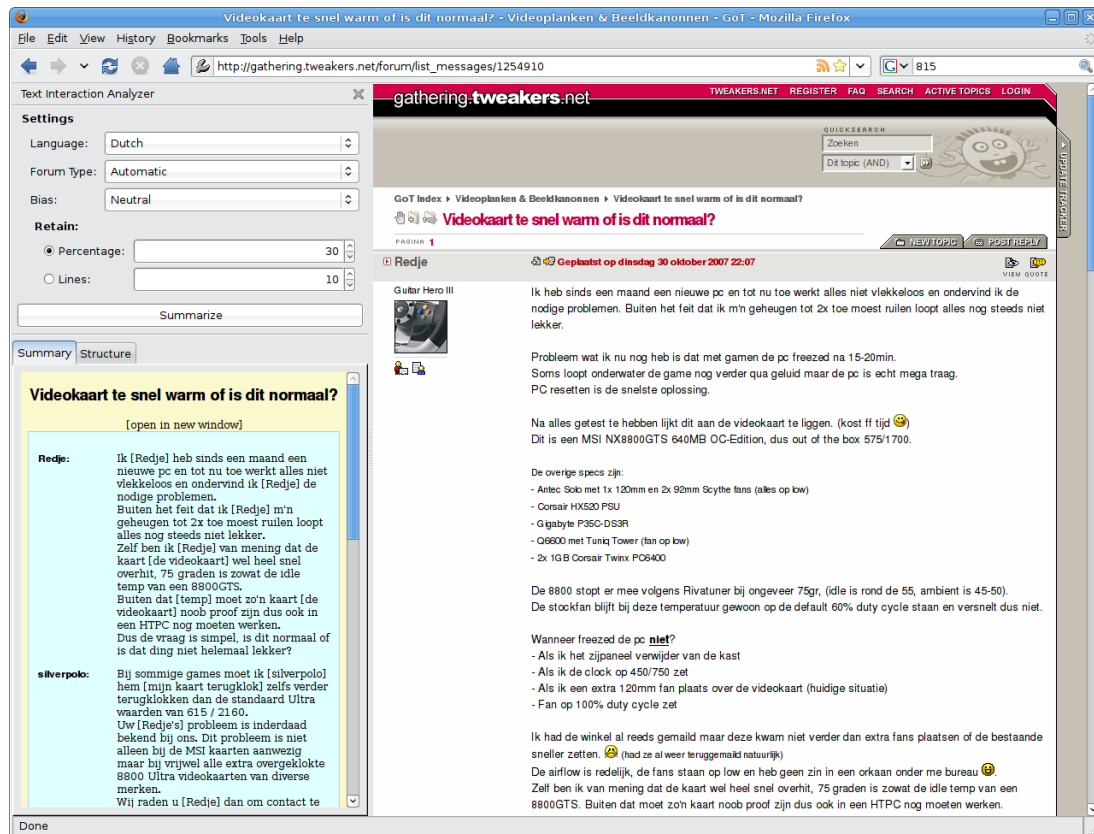 Videokaart te snel warm of is dit normaal? - Videoplanken & Beeldkanonnen - GoT - Mozilla Firefox
File Edit View History Bookmarks Tools Help
http://gathering.tweakers.net/forum/list_messages/1254910
G 815
Text Interaction Analyzer
Settings
Language: Dutch
Forum Type: Automatic
Bias: Neutral
Retain:
Percentage: 30
Lines: 10
Summarize
Summary Structure
Videokaart te snel warm of is dit normaal?
[open in new window]
Redje: Ik [Redje] heb sinds een maand een
nieuwe pc en tot nu toe werkt alles niet
vlekkeloos en ondervind ik [Redje] de
nodige problemen.
Buiten het feit dat ik [Redje] m'n
geheugen tot 2x toe moest ruilen loopt
alles nog steeds niet lekker.
Zelf ben ik [Redje] van mening dat de
kaart [de videokaart] wel heel snel
overhit, 75 graden is zowat de idle
temp van een 8800GTS.
Buiten dat [temp] moet zo'n kaart [de
videokaart] noob proof zijn dus ook in
een HTPC nog moeten werken.
Dus de vraag is simpel, is dit normaal of
is dat ding niet helemaal lekker?
silverpolo: Bij sommige games moet ik [silverpolo]
hem [mijn kaart terugklok] zelfs verder
terugklokken dan de standaard Ultra
waarden van 615 / 2160.
Uw [Redje's] probleem is inderdaad
bekend bij ons. Dit probleem is niet
alleen bij de MSI kaarten aanwezig
maar bij vrijwel alle extra overgeklokte
8800 Ultra videokaarten van diverse
merken.
Wij raden u [Redje] dan om contact te
Done
gathering.tweakers.net
TWEAKERS.NET REGISTER FAQ SEARCH ACTIVE TOPICS LOGIN
QUICKSEARCH
Zoeken
Dit topic (AND)
UPDATE TRACKER
GoT Index Videoplanken & Beeldkanonnen Videokaart te snel warm of is dit normaal?
Videokaart te snel warm of is dit normaal?
PAGINA 1
NEW TOPIC POST REPLY
Redje Geplaatst op dinsdag 30 oktober 2007 22:07
VIEW QUOTE
Guitar Hero III
Ik heb sinds een maand een nieuwe pc en tot nu toe werkt alles niet vlekkeloos en ondervind ik de
nodige problemen. Buiten het feit dat ik m'n geheugen tot 2x toe moest ruilen loopt alles nog steeds niet
lekker.
Probleem wat ik nu nog heb is dat met gamen de pc freezed na 15-20min.
Soms loopt onderwater de game nog verder qua geluid maar de pc is echt mega traag.
PC resetten is de snelste oplossing.
Na alles getest te hebben lijkt dit aan de videokaart te liggen. (kost ff tijd )
Dit is een MSI NX8800GTS 640MB OC-Edition, dus out of the box 575/1700.
De overige specs zijn:
- Antec Solo met 1x 120mm en 2x 92mm Scythe fans (alles op low)
- Corsair HX520 PSU
- Gigabyte P35C-DS3R
- Q6600 met Tuniq Tower (fan op low)
- 2x 1GB Corsair Twinx PC6400
De 8800 stopt er mee volgens Rivatuner bij ongeveer 75gr, (idle is rond de 55, ambient is 45-50).
De stockfan blijft bij deze temperatuur gewoon op de default 60% duty cycle staan en versnelt dus niet.
Wanneer freezed de pc niet?
- Als ik het zijpaneel verwijder van de kast
- Als ik de clock op 450/750 zet
- Als ik een extra 120mm fan plaats over de videokaart (huidige situatie)
- Fan op 100% duty cycle zet
Ik had de winkel al reeds gemaild maar deze kwam niet verder dan extra fans plaatsen of de bestaande
sneller zetten. (had ze al weer teruggemaild natuurlijk)
De airflow is redelijk, de fans staan op low en heb geen zin in een orkaan onder me bureau .
Zelf ben ik van mening dat de kaart wel heel snel overhit, 75 graden is zowat de idle temp van een
8800GTS. Buiten dat moet zo'n kaart noob proof zijn dus ook in een HTPC nog moeten werken.